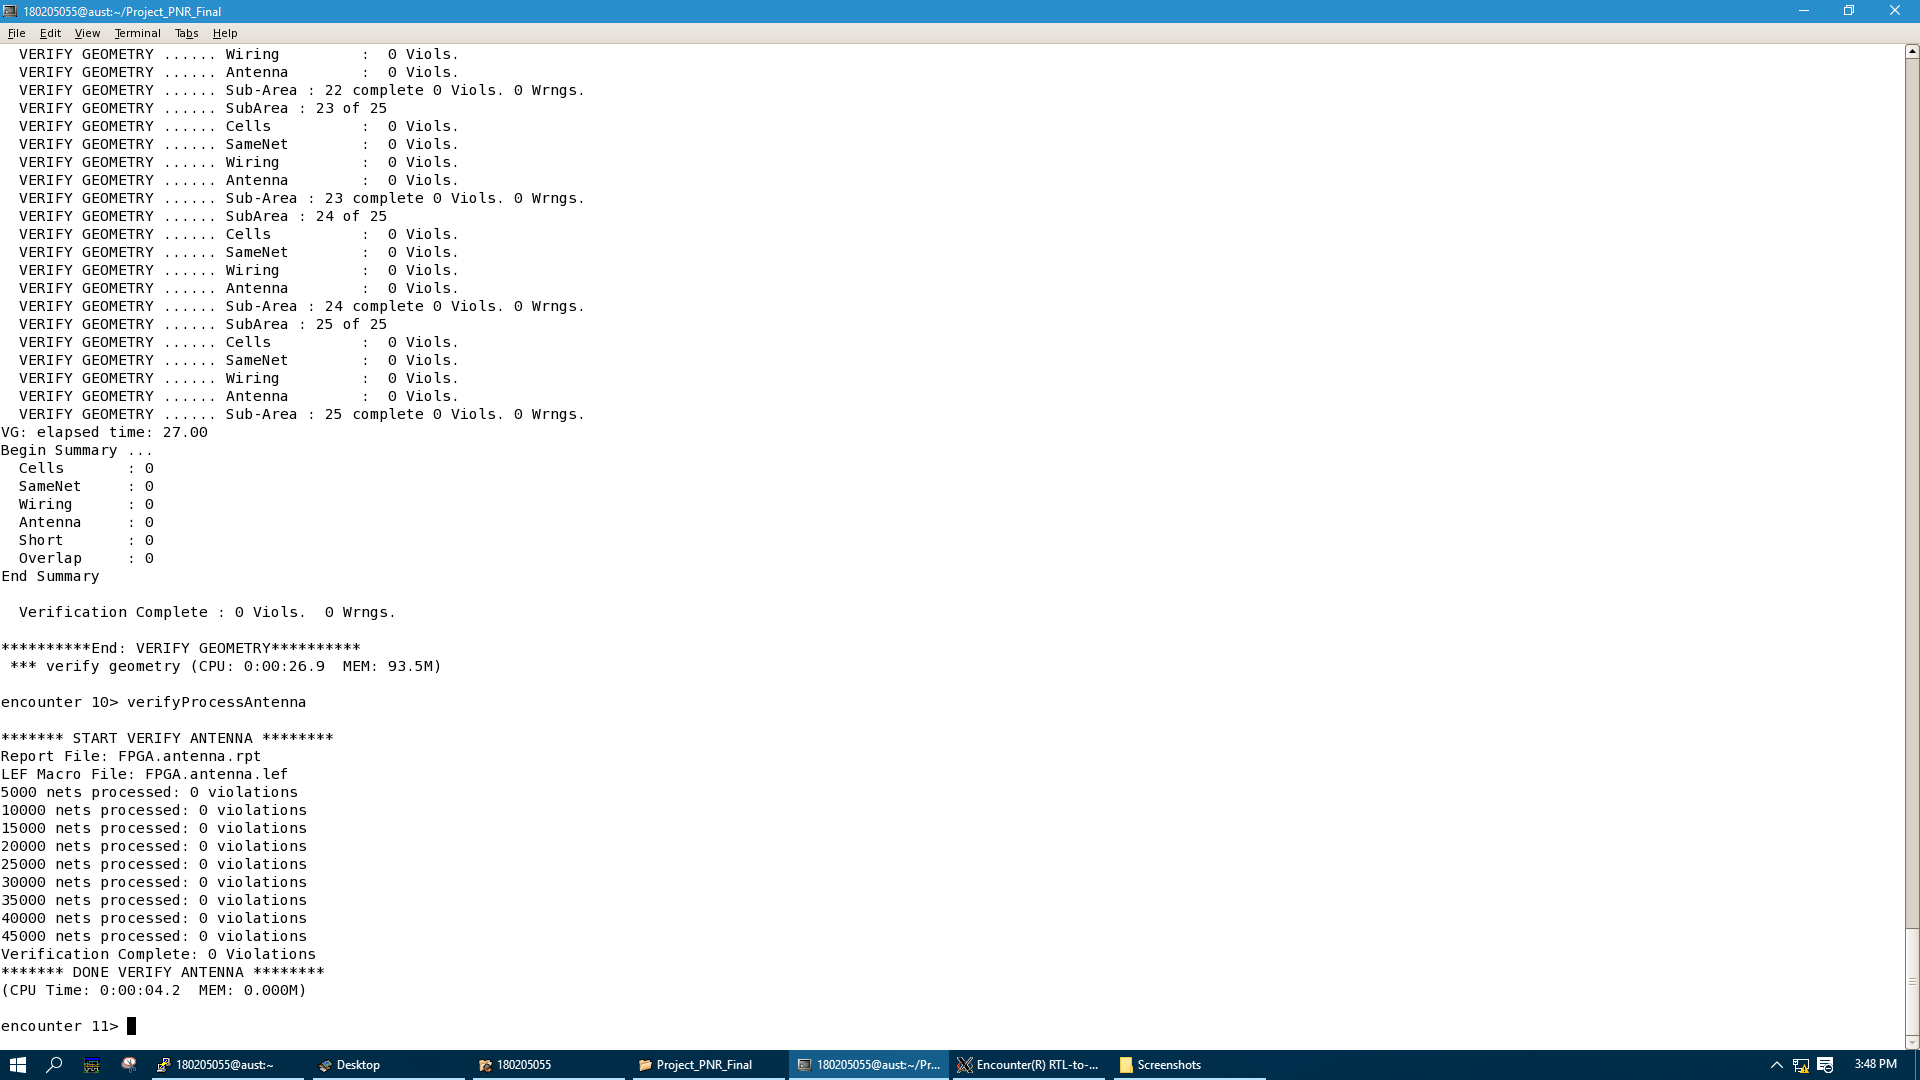 180205055@aust:~/Project_PNR_Final
File Edit View Terminal Tabs Help
VERIFY GEOMETRY ...... Wiring : 0 Viols.
VERIFY GEOMETRY ...... Antenna : 0 Viols.
VERIFY GEOMETRY ...... Sub-Area : 22 complete 0 Viols. 0 Wrngs.
VERIFY GEOMETRY ...... SubArea : 23 of 25
VERIFY GEOMETRY ...... Cells : 0 Viols.
VERIFY GEOMETRY ...... SameNet : 0 Viols.
VERIFY GEOMETRY ...... Wiring : 0 Viols.
VERIFY GEOMETRY ...... Antenna : 0 Viols.
VERIFY GEOMETRY ...... Sub-Area : 23 complete 0 Viols. 0 Wrngs.
VERIFY GEOMETRY ...... SubArea : 24 of 25
VERIFY GEOMETRY ...... Cells : 0 Viols.
VERIFY GEOMETRY ...... SameNet : 0 Viols.
VERIFY GEOMETRY ...... Wiring : 0 Viols.
VERIFY GEOMETRY ...... Antenna : 0 Viols.
VERIFY GEOMETRY ...... Sub-Area : 24 complete 0 Viols. 0 Wrngs.
VERIFY GEOMETRY ...... SubArea : 25 of 25
VERIFY GEOMETRY ...... Cells : 0 Viols.
VERIFY GEOMETRY ...... SameNet : 0 Viols.
VERIFY GEOMETRY ...... Wiring : 0 Viols.
VERIFY GEOMETRY ...... Antenna : 0 Viols.
VERIFY GEOMETRY ...... Sub-Area : 25 complete 0 Viols. 0 Wrngs.
VG: elapsed time: 27.00
Begin Summary ...
Cells : 0
SameNet : 0
Wiring : 0
Antenna : 0
Short : 0
Overlap : 0
End Summary
Verification Complete : 0 Viols. 0 Wrngs.
**********End: VERIFY GEOMETRY**********
*** verify geometry (CPU: 0:00:26.9 MEM: 93.5M)
encounter 10> verifyProcessAntenna
******* START VERIFY ANTENNA ********
Report File: FPGA.antenna.rpt
LEF Macro File: FPGA.antenna.lef
5000 nets processed: 0 violations
10000 nets processed: 0 violations
15000 nets processed: 0 violations
20000 nets processed: 0 violations
25000 nets processed: 0 violations
30000 nets processed: 0 violations
35000 nets processed: 0 violations
40000 nets processed: 0 violations
45000 nets processed: 0 violations
Verification Complete: 0 Violations
******* DONE VERIFY ANTENNA ********
(CPU Time: 0:00:04.2 MEM: 0.000M)
encounter 11>
180205055@aust:~ Desktop 180205055 Project_PNR_Final 180205055@aust:~/Pr... Encounter(R) RTL-to-... Screenshots 3:48 PM